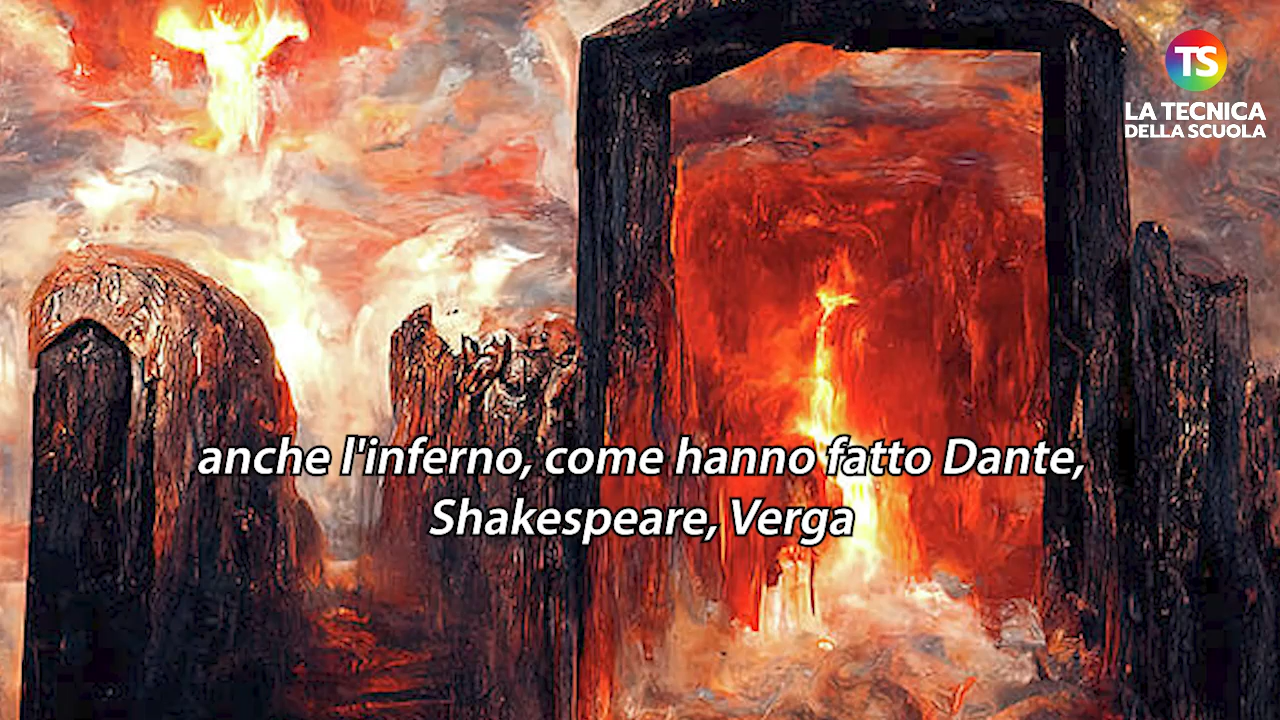 TS
LA TECNICA
DELLA SCUOLA
anche l'inferno, come hanno fatto Dante,
Shakespeare, Verga